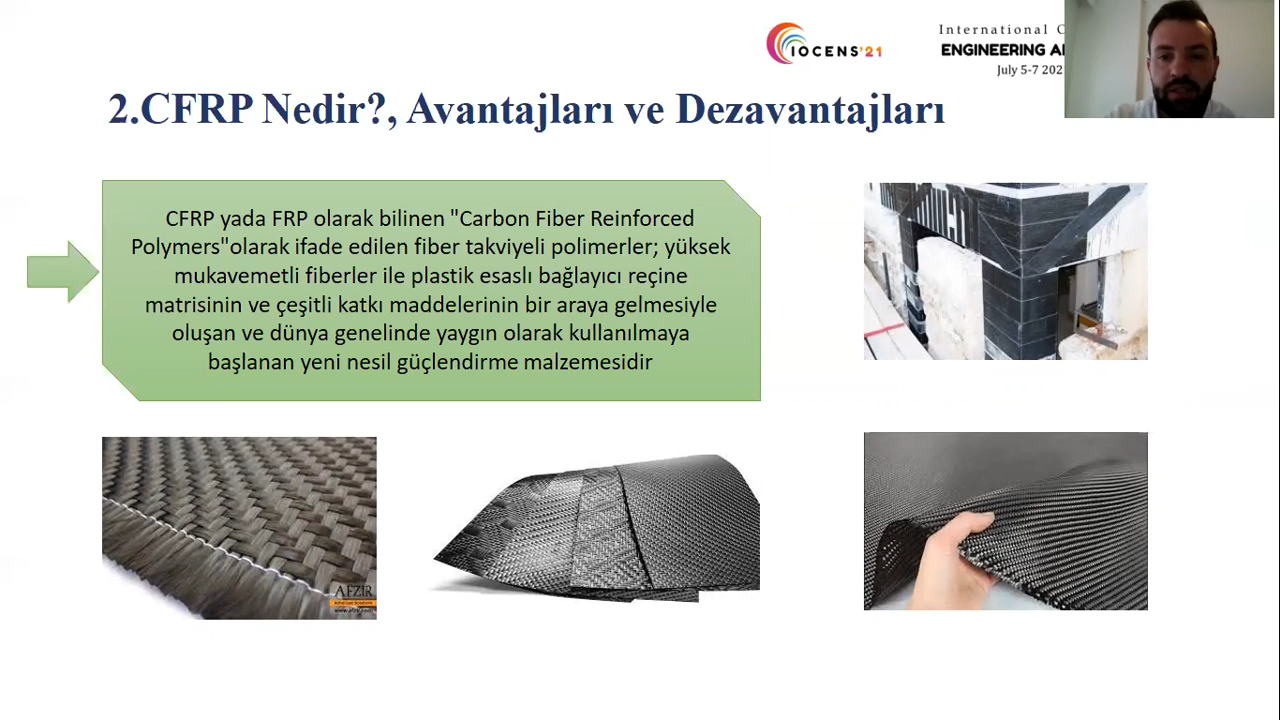 IOCENS'21
International
ENGINEERING
July 5-7 202
2.CFRP Nedir?, Avantajları ve Dezavantajları
CFRP yada FRP olarak bilinen "Carbon Fiber Reinforced
Polymers"olarak ifade edilen fiber takviyeli polimerler; yüksek
mukavemetli fiberler ile plastik esaslı bağlayıcı reçine
matrisinin ve çeşitli katkı maddelerinin bir araya gelmesiyle
oluşan ve dünya genelinde yaygın olarak kullanılmaya
başlanan yeni nesil güçlendirme malzemesidir
AFZIR
www.afzir.com